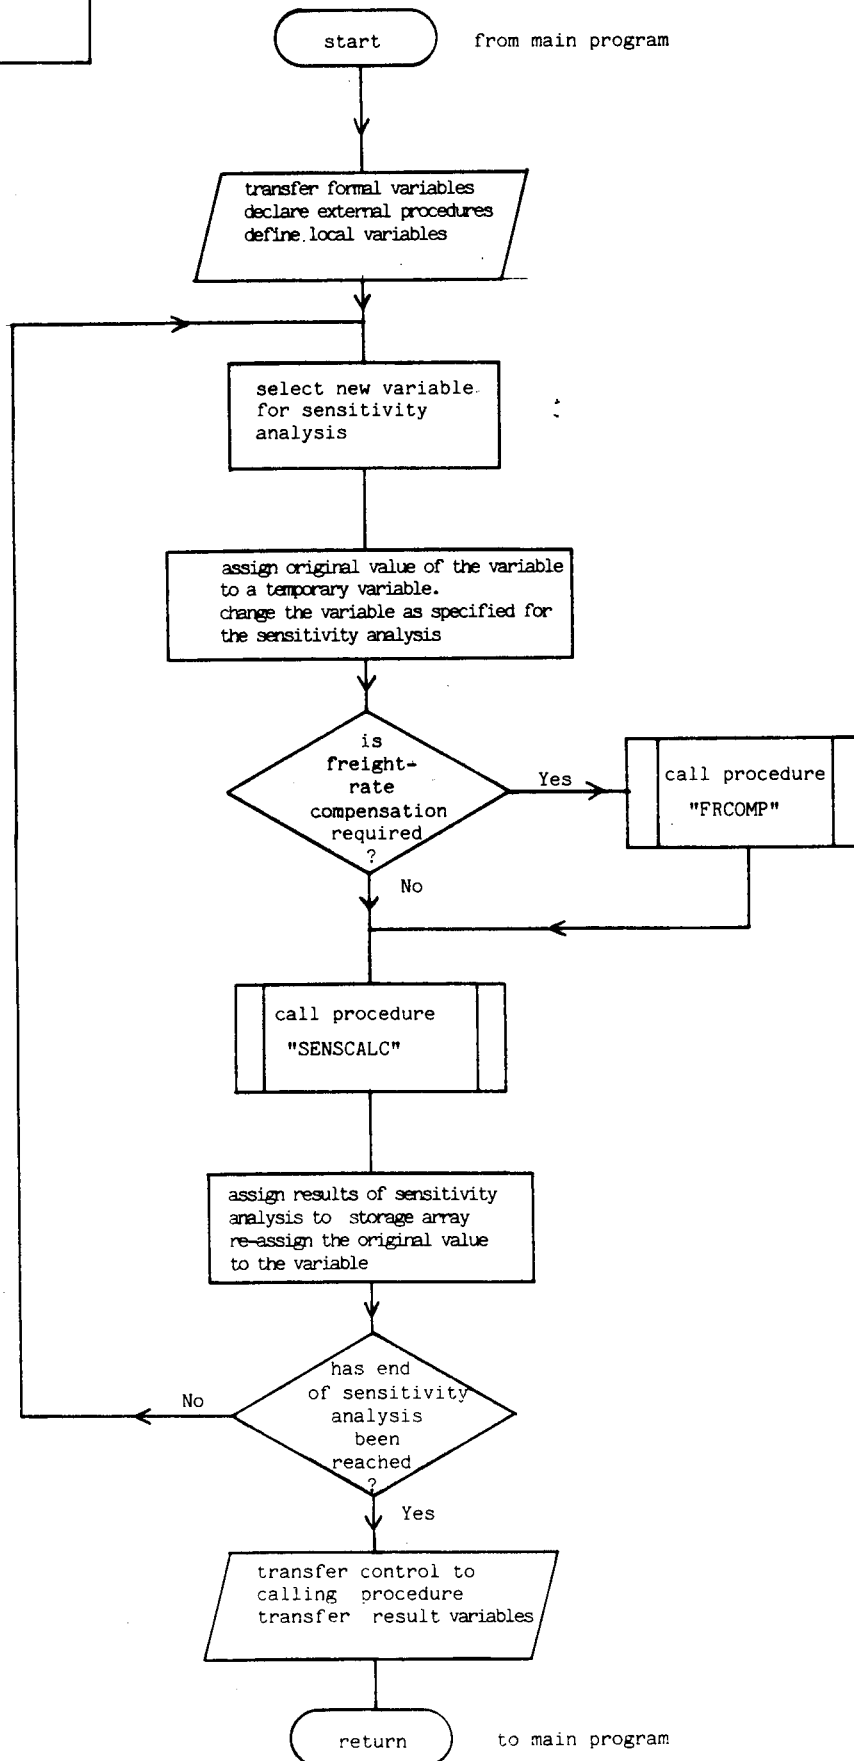 start
from main program
transfer formal variables
declare external procedures
define local variables
select new variable
for sensitivity
analysis
assign original value of the variable
to a temporary variable.
change the variable as specified for
the sensitivity analysis
is
freight-
rate
compensation
required
?
Yes
call procedure
"FRCOMP"
No
call procedure
"SENSCALC"
assign results of sensitivity
analysis to storage array
re-assign the original value
to the variable
has end
of sensitivity
analysis
been
reached
?
No
Yes
transfer control to
calling procedure
transfer result variables
return
to main program